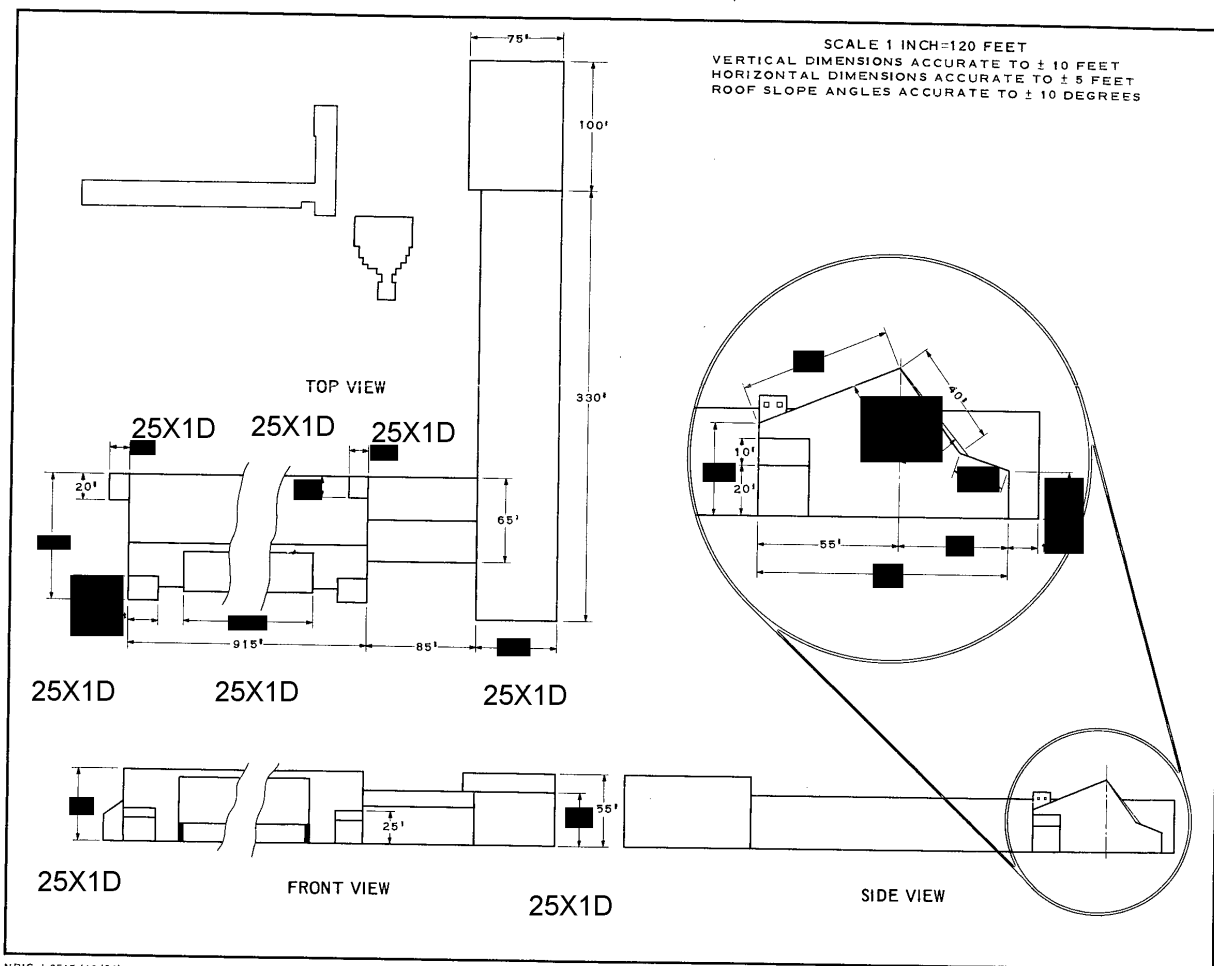 SCALE 1 INCH=120 FEET
VERTICAL DIMENSIONS ACCURATE TO ± 10 FEET
HORIZONTAL DIMENSIONS ACCURATE TO ± 5 FEET
ROOF SLOPE ANGLES ACCURATE TO ± 10 DEGREES
75'
100'
330'
TOP VIEW
25X1D 25X1D 25X1D
20'
65'
915'
85'
25X1D 25X1D 25X1D
40'
10'
20'
55'
25'
55'
25X1D
FRONT VIEW
25X1D
SIDE VIEW